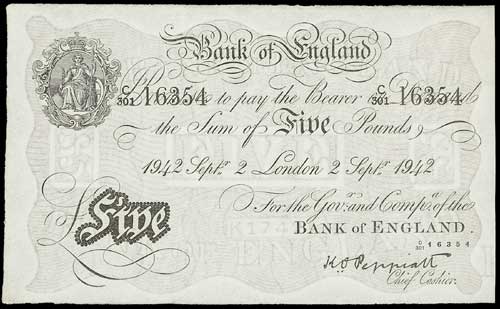 Bank of England
C/301 16354 to pay the Bearer C/301 16354
the Sum of Five Pounds
1942 Septr 2 London 2 Septr 1942
For the Govr. and Compa. of the
Five
BANK OF ENGLAND.
C/301 16354
K.O. Peppiatt
Chief Cashier.